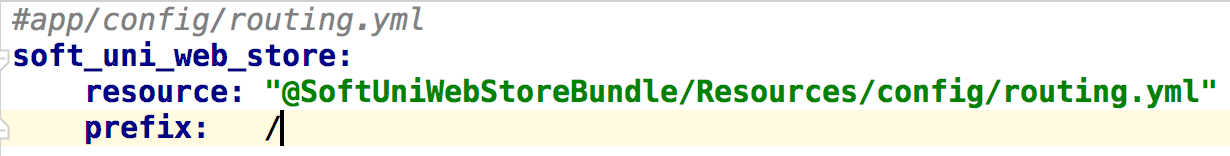 #app/config/routing.yml
soft_uni_web_store:
    resource: "@SoftUniWebStoreBundle/Resources/config/routing.yml"
    prefix:   /